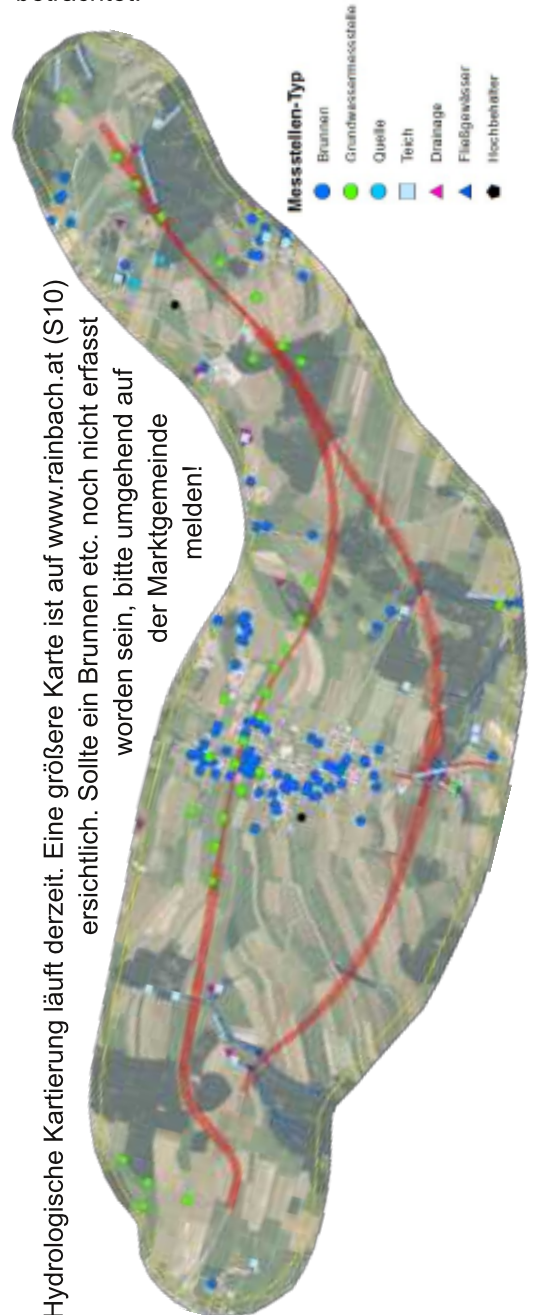 Hydrologische Kartierung läuft derzeit. Eine größere Karte ist auf www.rainbach.at (S10)
ersichtlich. Sollte ein Brunnen etc. noch nicht erfasst
worden sein, bitte umgehend auf
der Marktgemeinde
melden!
Messstellen-Typ
Brunnen
Grundwassermessstelle
Quelle
Teich
Drainage
Fließgewässer
Hochbehälter